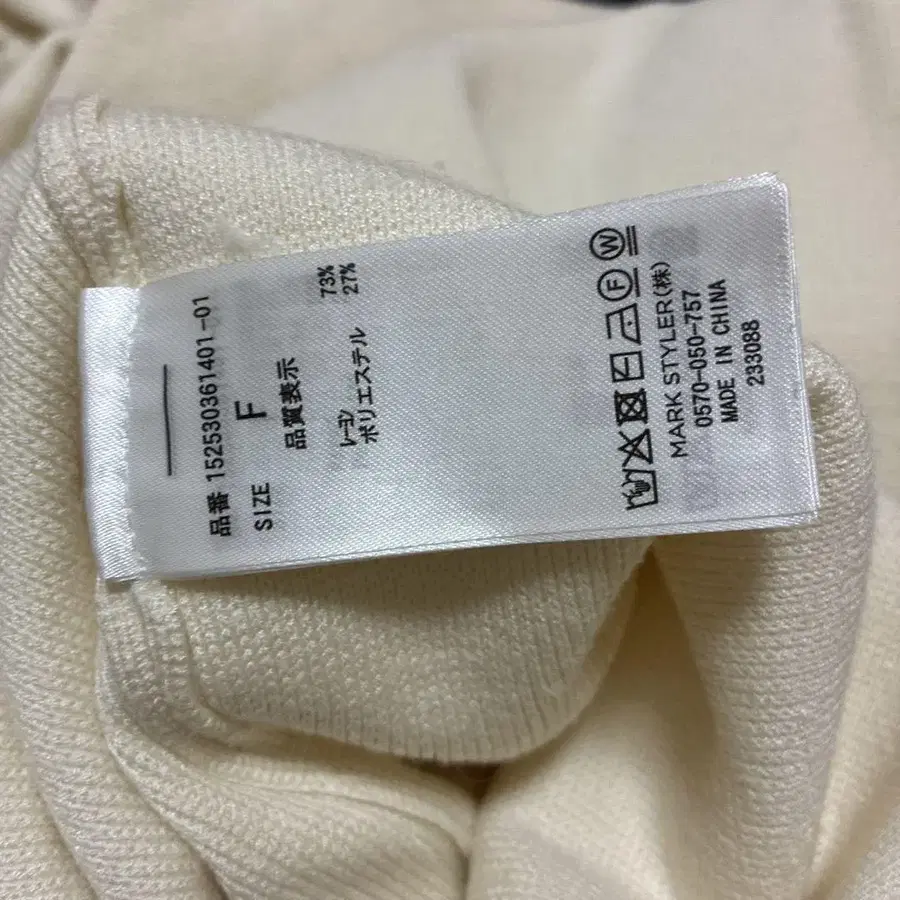 品番 152530361401-01
SIZE F
品質表示
レーヨン 73%
ポリエステル 27%
F W
MARK STYLER(株)
0570-050-757
MADE IN CHINA
233088